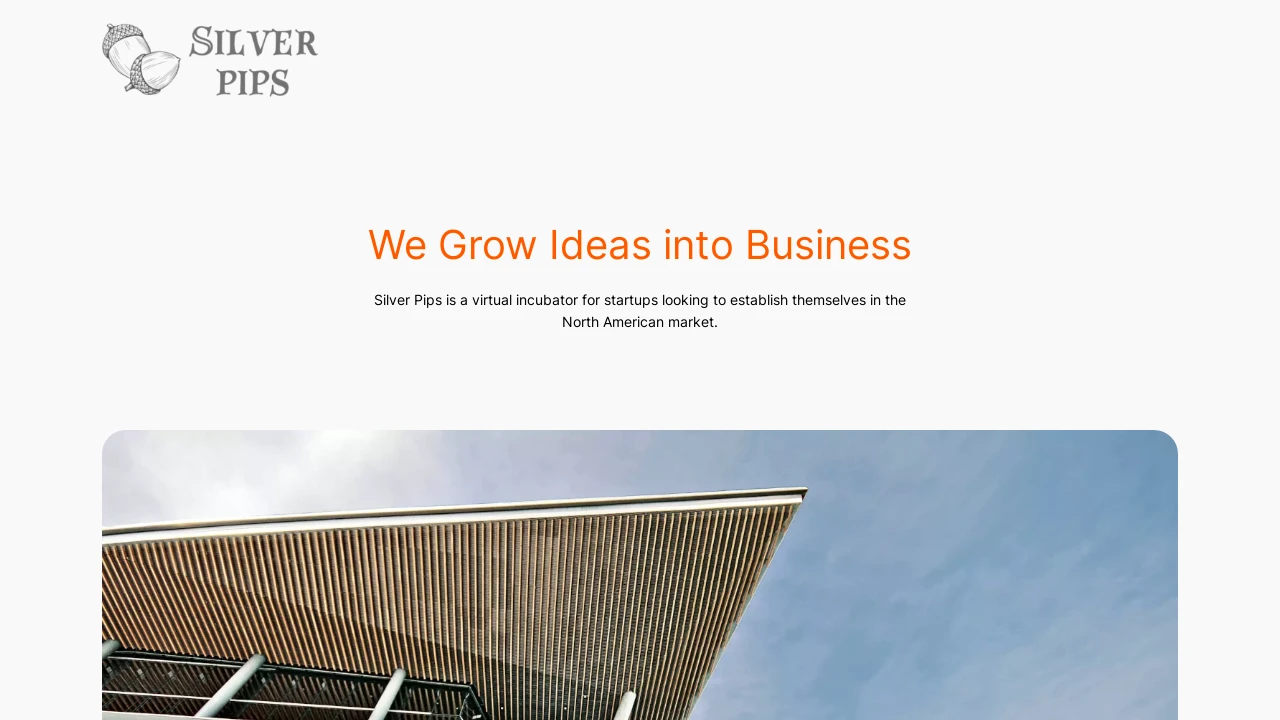 SILVER
PIPS
We Grow Ideas into Business
Silver Pips is a virtual incubator for startups looking to establish themselves in the
North American market.